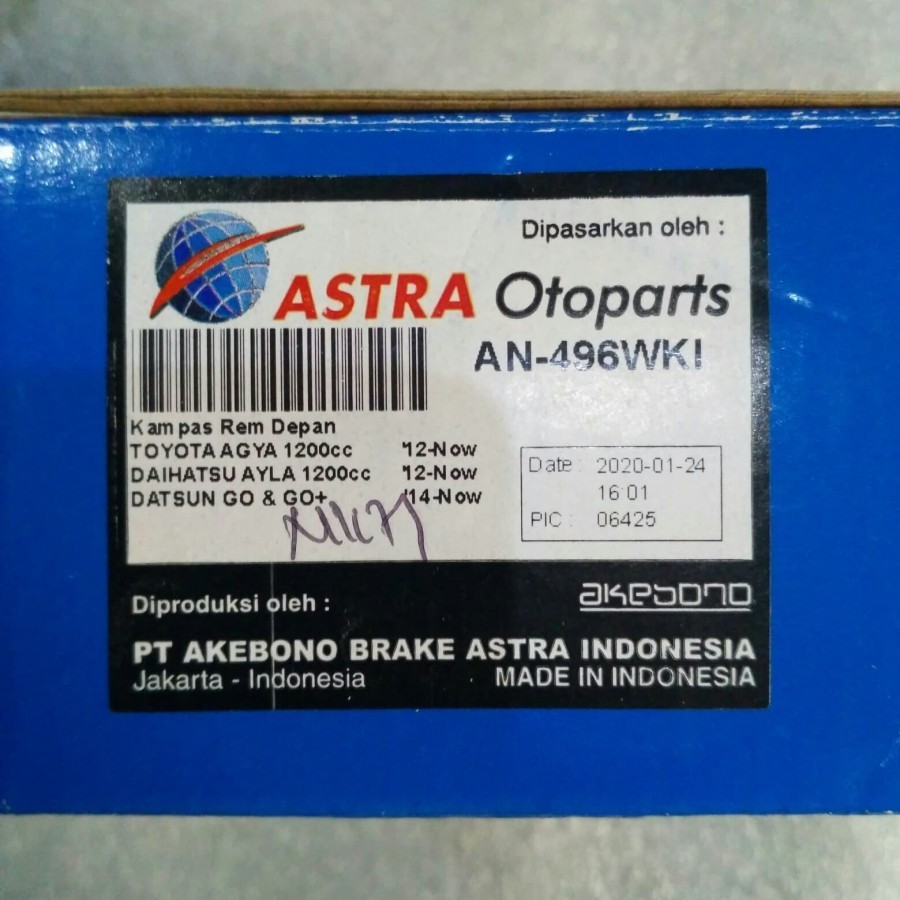 Dipasarkan oleh :
ASTRA Otoparts
AN-496WKI
Kampas Rem Depan
TOYOTA AGYA 1200cc '12-Now
DAIHATSU AYLA 1200cc '12-Now
DATSUN GO & GO+ '14-Now
Date : 2020-01-24
16:01
PIC : 06425
Diproduksi oleh :
akebono
PT AKEBONO BRAKE ASTRA INDONESIA
Jakarta - Indonesia
MADE IN INDONESIA